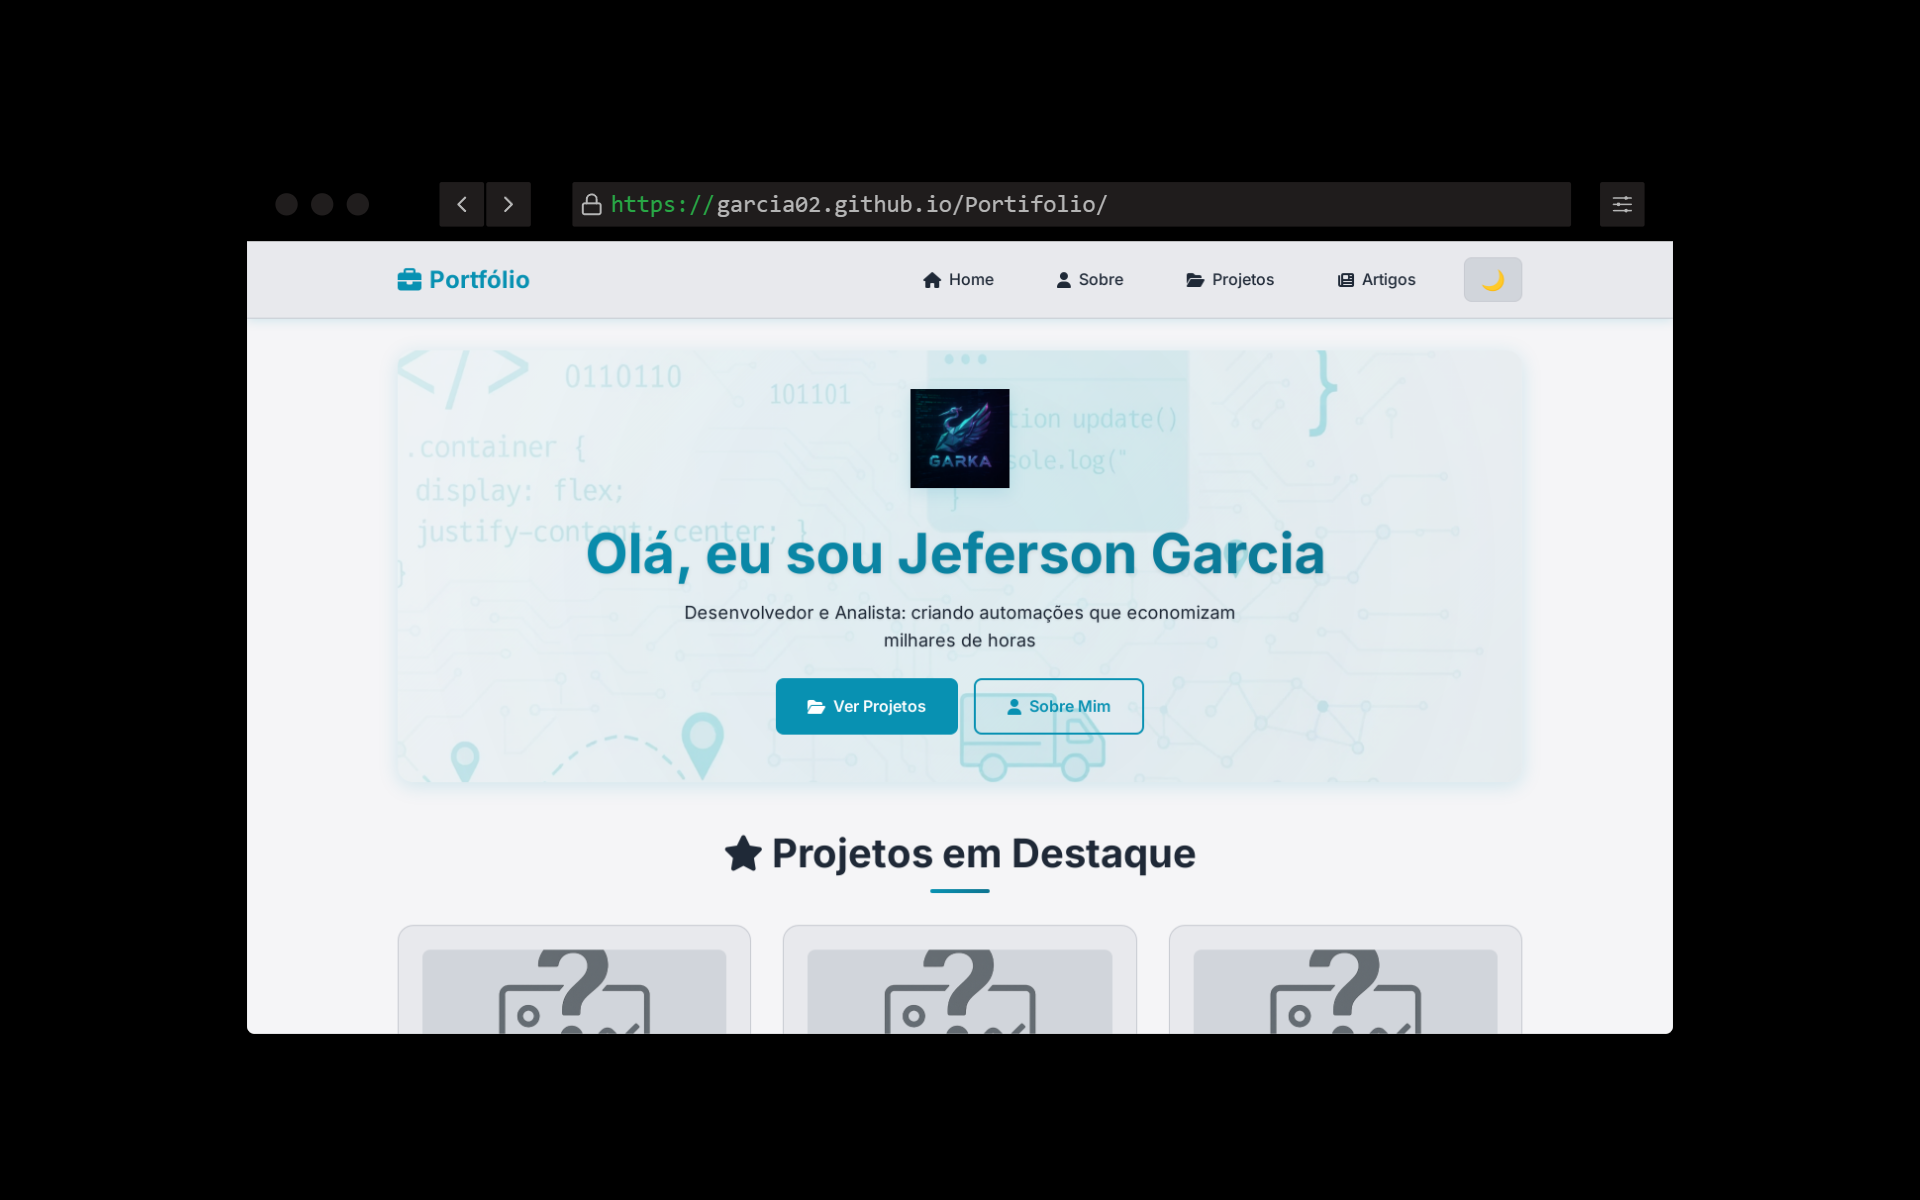 https://garcia02.github.io/Portifolio/
Portfólio
Home
Sobre
Projetos
Artigos
</>
0110110
101101
.container {
display: flex;
justify-content: center; }
}
tion update()
sole.log("
}
}
GARKA
Olá, eu sou Jeferson Garcia
Desenvolvedor e Analista: criando automações que economizam
milhares de horas
Ver Projetos
Sobre Mim
Projetos em Destaque
?
?
?